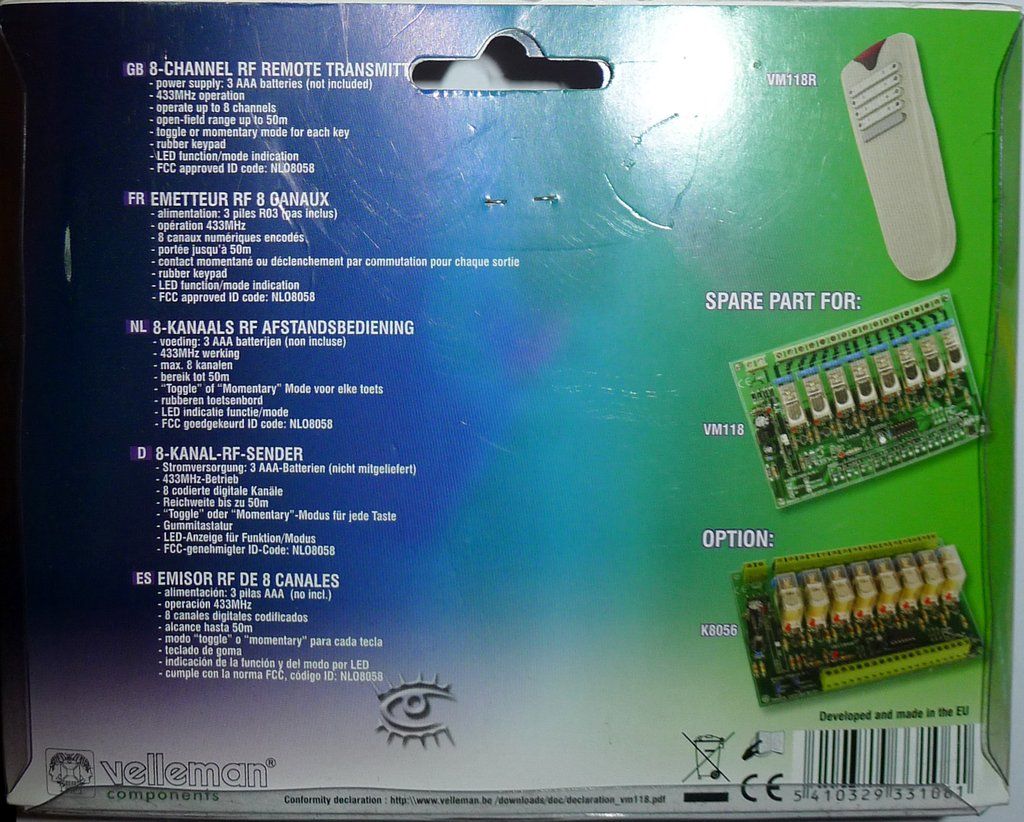 GB 8-CHANNEL RF REMOTE TRANSMITT
- power supply: 3 AAA batteries (not included)
- 433MHz operation
- operate up to 8 channels
- open-field range up to 50m
- toggle or momentary mode for each key
- rubber keypad
- LED function/mode indication
- FCC approved ID code: NLO8058
FR EMETTEUR RF 8 CANAUX
- alimentation: 3 piles R03 (pas inclus)
- opération 433MHz
- 8 canaux numériques encodés
- portée jusqu'à 50m
- contact momentané ou déclenchement par commutation pour chaque sortie
- rubber keypad
- LED function/mode indication
- FCC approved ID code: NLO8058
NL 8-KANAALS RF AFSTANDSBEDIENING
- voeding: 3 AAA batterijen (non incluse)
- 433MHz werking
- max. 8 kanalen
- bereik tot 50m
- "Toggle" of "Momentary" Mode voor elke toets
- rubberen toetsenbord
- LED indicatie functie/mode
- FCC goedgekeurd ID code: NLO8058
D 8-KANAL-RF-SENDER
- Stromversorgung: 3 AAA-Batterien (nicht mitgeliefert)
- 433MHz-Betrieb
- 8 codierte digitale Kanäle
- Reichweite bis zu 50m
- "Toggle" oder "Momentary"-Modus für jede Taste
- Gummitastatur
- LED-Anzeige für Funktion/Modus
- FCC-genehmigter ID-Code: NLO8058
ES EMISOR RF DE 8 CANALES
- alimentación: 3 pilas AAA (no incl.)
- operación 433MHz
- 8 canales digitales codificados
- alcance hasta 50m
- modo "toggle" o "momentary" para cada tecla
- teclado de goma
- indicación de la función y del modo por LED
- cumple con la norma FCC, código ID: NLO8058
VM118R
SPARE PART FOR:
VM118
OPTION:
K8056
Developed and made in the EU
velleman®
components
Conformity declaration : http:\\www.velleman.be /downloads/doc/declaration_vm118.pdf
CE
5 410329 331061